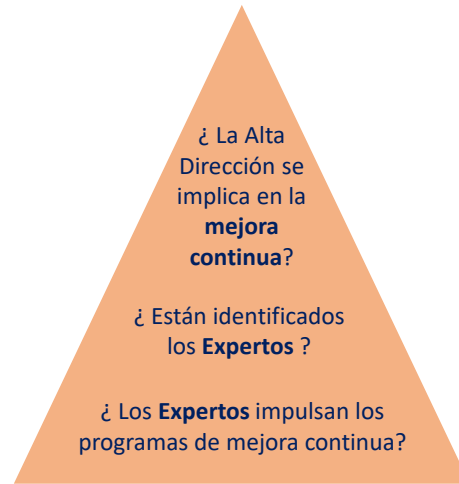 ¿ La Alta
Dirección se
implica en la
mejora
continua?
¿ Están identificados
los Expertos ?
¿ Los Expertos impulsan los
programas de mejora continua?